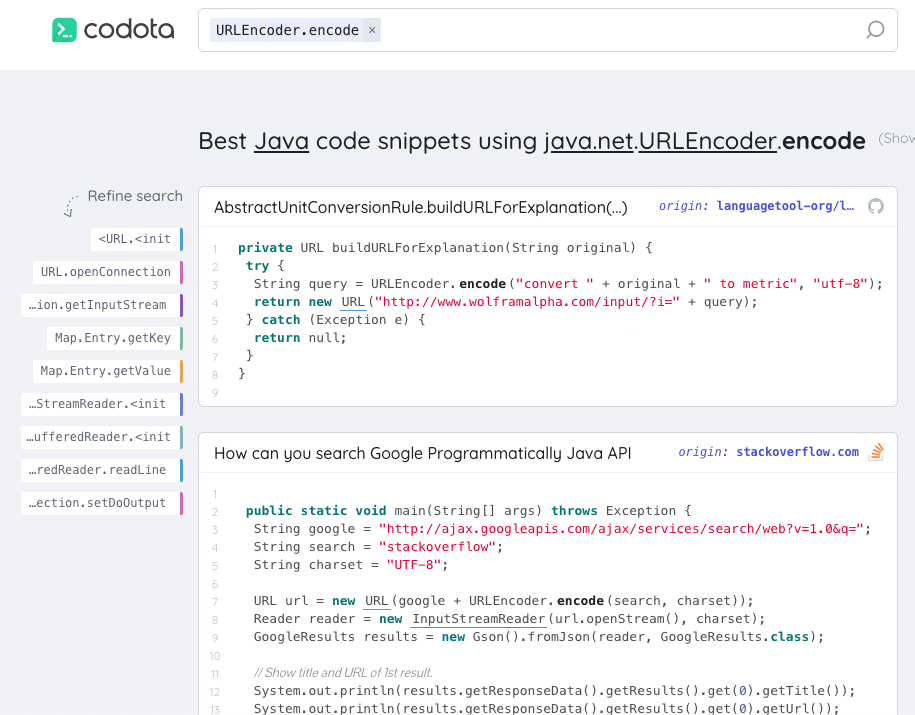 codota
URLEncoder.encode ×
Best Java code snippets using java.net.URLEncoder.encode (Show
Refine search
<URL.<init
URL.openConnection
…ion.getInputStream
Map.Entry.getKey
Map.Entry.getValue
…StreamReader.<init
…ufferedReader.<init
…redReader.readLine
…ection.setDoOutput
AbstractUnitConversionRule.buildURLForExplanation(...) origin: languagetool-org/l…
1 private URL buildURLForExplanation(String original) {
2 try {
3 String query = URLEncoder.encode("convert " + original + " to metric", "utf-8");
4 return new URL("http://www.wolframalpha.com/input/?i=" + query);
5 } catch (Exception e) {
6 return null;
7 }
8 }
9
How can you search Google Programmatically Java API origin: stackoverflow.com
1
2 public static void main(String[] args) throws Exception {
3 String google = "http://ajax.googleapis.com/ajax/services/search/web?v=1.0&q=";
4 String search = "stackoverflow";
5 String charset = "UTF-8";
6
7 URL url = new URL(google + URLEncoder.encode(search, charset));
8 Reader reader = new InputStreamReader(url.openStream(), charset);
9 GoogleResults results = new Gson().fromJson(reader, GoogleResults.class);
10
11 // Show title and URL of 1st result.
12 System.out.println(results.getResponseData().getResults().get(0).getTitle());
13 System.out.println(results.getResponseData().getResults().get(0).getUrl());